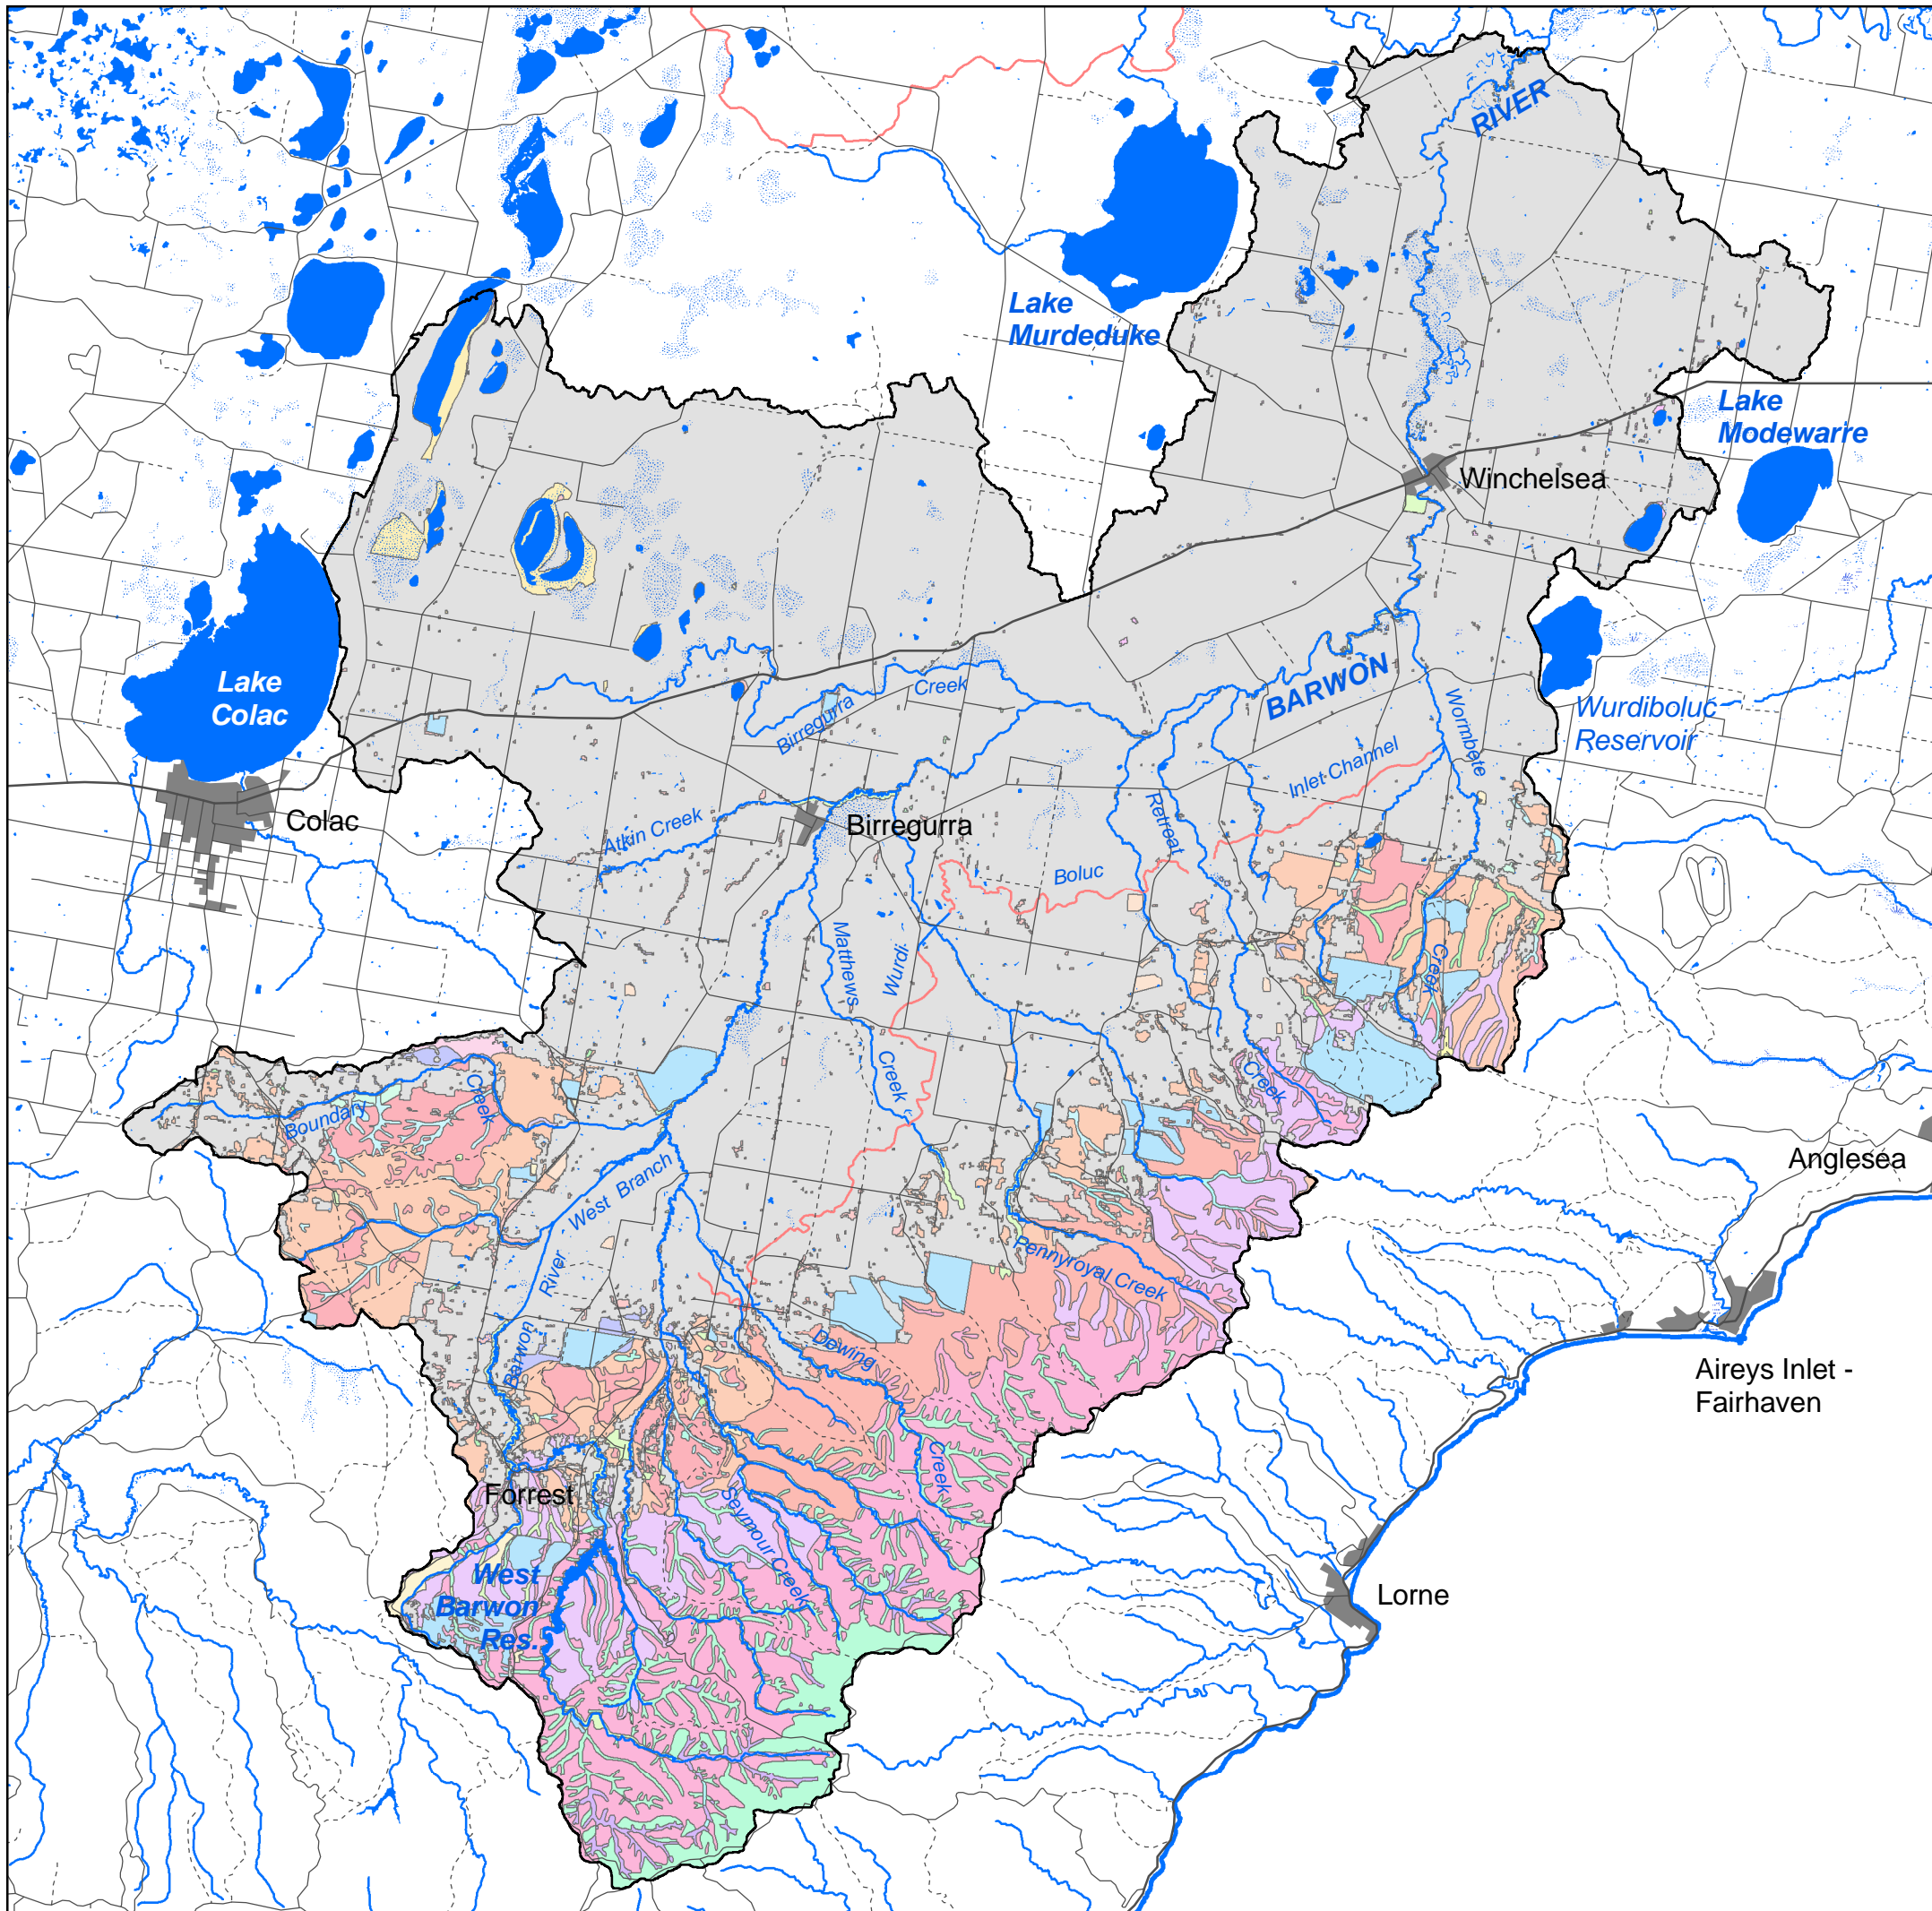 RIVER
Lake
Murdeduke
Lake
Modewarre
Winchelsea
Lake
Colac
Creek
Birregurra
BARWON
Wormbete
Wurdiboluc
Reservoir
Inlet Channel
Colac
Atkin Creek
Birregurra
Retreat
Boluc
Matthews
Wurdi
Creek
Creek
Creek
Boundary
Creek
Creek
West Branch
River
Barwon
Anglesea
Pennyroyal Creek
Dewing
Creek
Aireys Inlet -
Fairhaven
Forrest
Seymour Creek
West
Barwon
Res.
Lorne